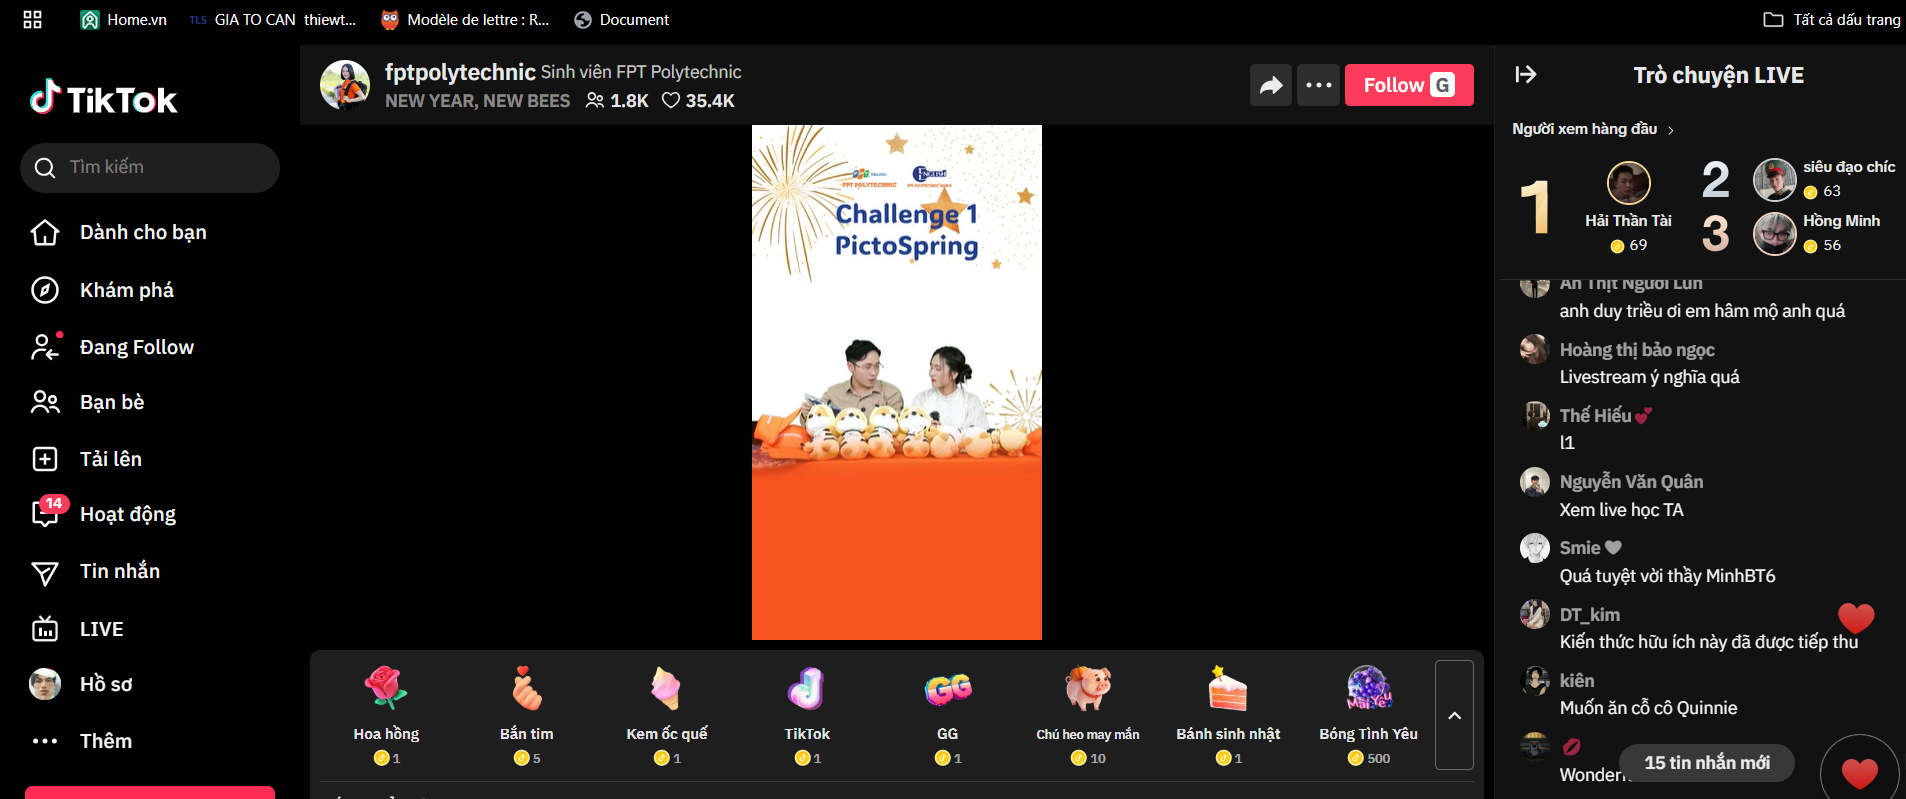 Home.vn
TLS GIA TO CAN thiewt...
Modèle de lettre : R...
Document
Tất cả dấu trang
TikTok
Tìm kiếm
Dành cho bạn
Khám phá
Đang Follow
Bạn bè
Tải lên
14
Hoạt động
Tin nhắn
LIVE
Hồ sơ
Thêm
fptpolytechnic Sinh viên FPT Polytechnic
NEW YEAR, NEW BEES 1.8K 35.4K
Follow G
FPT POLYTECHNIC
ENGLISH
Challenge 1
PictoSpring
Hoa hồng
1
Bắn tim
5
Kem ốc quế
1
TikTok
1
GG
GG
1
Chú heo may mắn
10
Bánh sinh nhật
1
Bóng Tình Yêu
500
Trò chuyện LIVE
Người xem hàng đầu
1
Hải Thần Tài
69
2
siêu đạo chíc
63
3
Hồng Minh
56
Ăn Thịt Người Lùn
anh duy triều ơi em hâm mộ anh quá
Hoàng thị bảo ngọc
Livestream ý nghĩa quá
Thế Hiếu
l1
Nguyễn Văn Quân
Xem live học TA
Smie
Quá tuyệt vời thầy MinhBT6
DT_kim
Kiến thức hữu ích này đã được tiếp thu
kiên
Muốn ăn cỗ cô Quinnie
15 tin nhắn mới